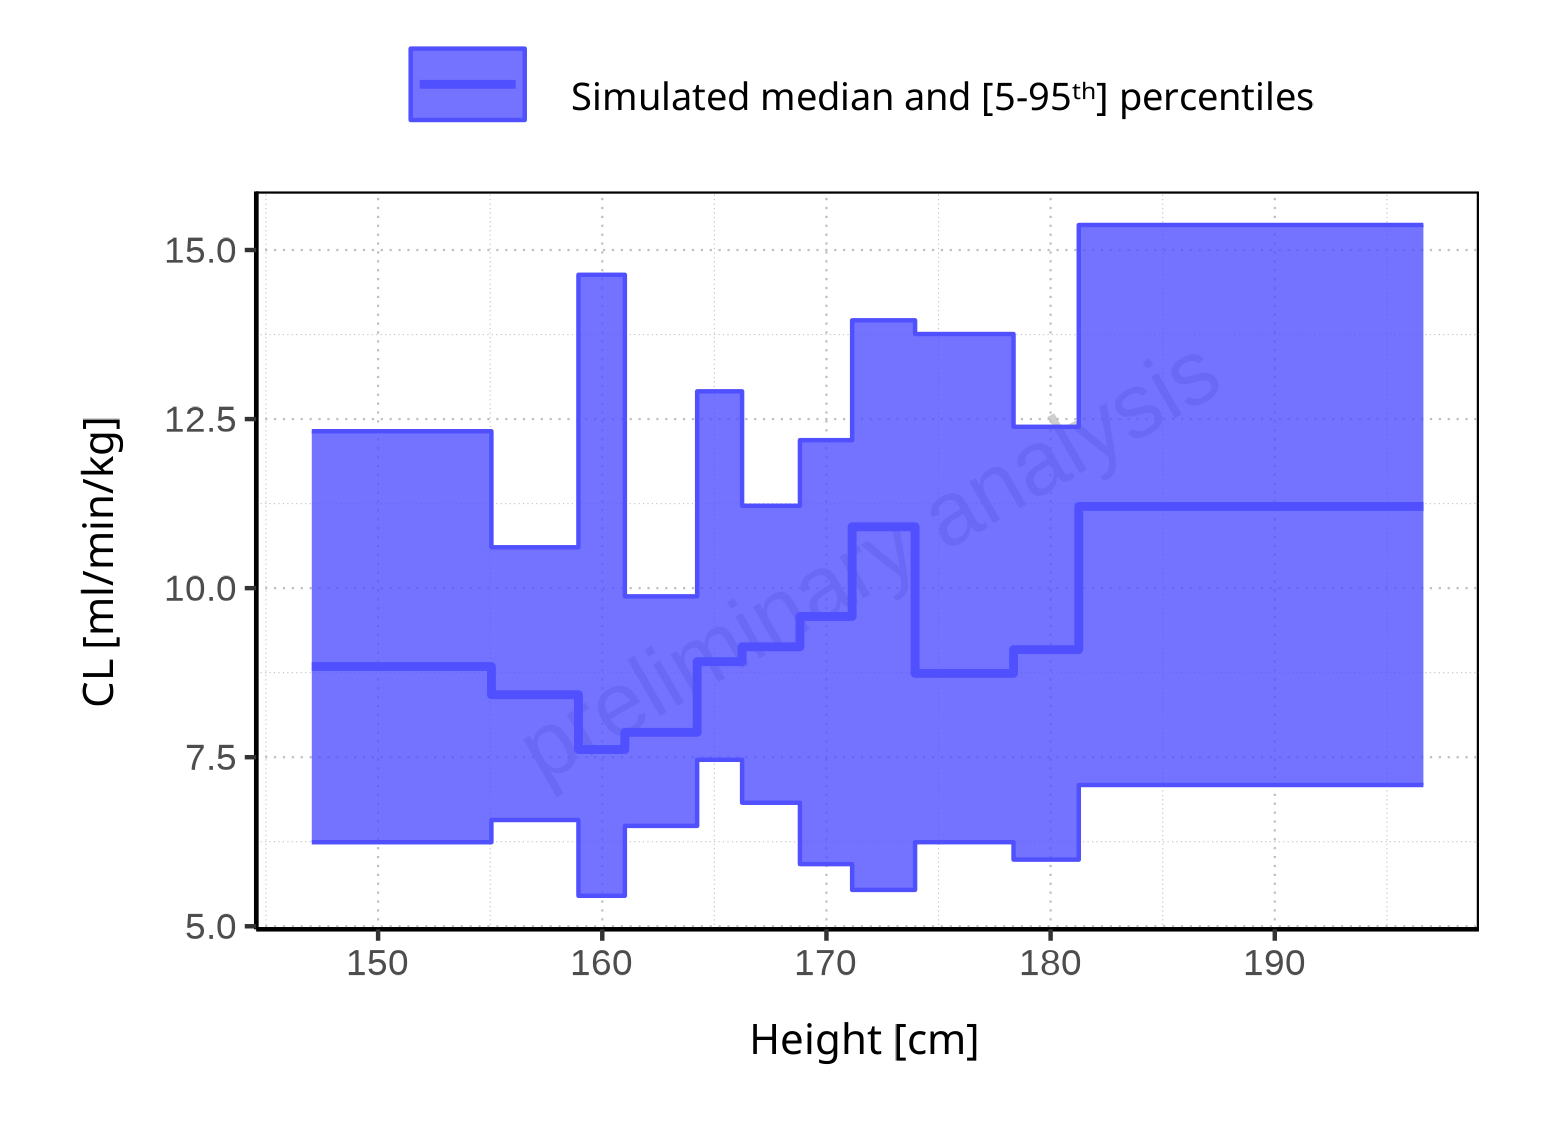 Simulated median and [5-95ᵗʰ] percentiles
15.0
12.5
10.0
7.5
5.0
CL [ml/min/kg]
preliminary analysis
150 160 170 180 190
Height [cm]